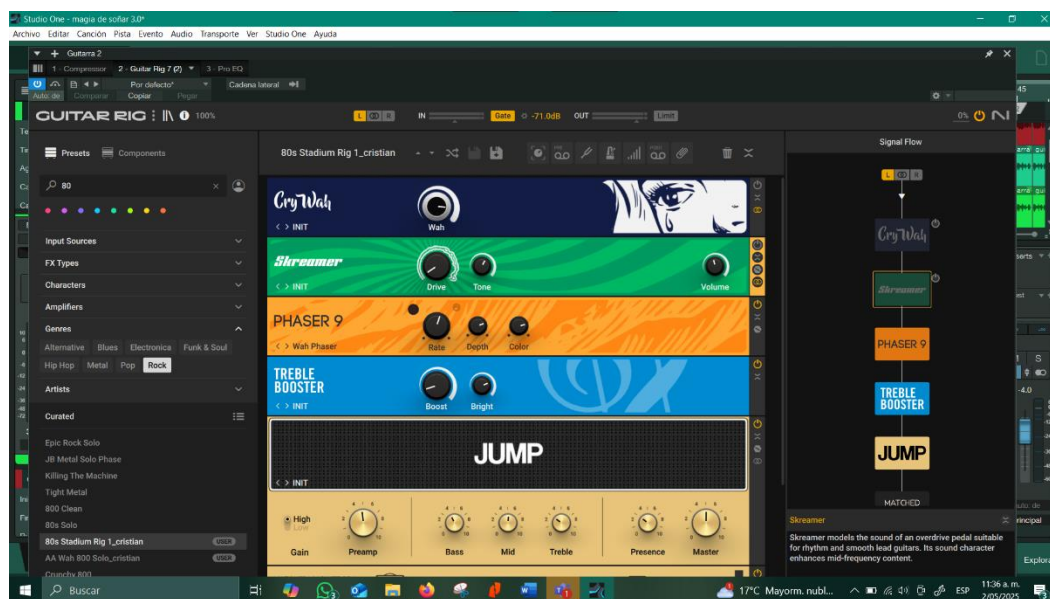 Studio One - magia de soñar 3.0*
Archivo Editar Canción Pista Evento Audio Transporte Ver Studio One Ayuda
Guitarra 2
1 - Compressor 2 - Guitar Rig 7 (2) 3 - Pro EQ
Por defecto* Cadena lateral
Auto: de Comparar Copiar Pegar
GUITAR RIG 100% L R IN Gate -71.0dB OUT Limit 0%
Presets Components
80s Stadium Rig 1_cristian
80
Input Sources
FX Types
Characters
Amplifiers
Genres
Alternative Blues Electronica Funk & Soul
Hip Hop Metal Pop Rock
Artists
Curated
Epic Rock Solo
JB Metal Solo Phase
Killing The Machine
Tight Metal
800 Clean
80s Solo
80s Stadium Rig 1_cristian USER
AA Wah 800 Solo_cristian USER
Crunchy 800
Cry Wah
< > INIT
Wah
Skreamer
< > INIT
Drive Tone Volume
PHASER 9
< > Wah Phaser
Rate Depth Color
TREBLE
BOOSTER
< > INIT
Boost Bright
JUMP
< > INIT
High
Gain Preamp Bass Mid Treble Presence Master
Signal Flow
L R
Cry Wah
Skreamer
PHASER 9
TREBLE
BOOSTER
JUMP
MATCHED
Skreamer
Skreamer models the sound of an overdrive pedal suitable
for rhythm and smooth lead guitars. Its sound character
enhances mid-frequency content.
45
-4.0
Explora
Buscar
17°C Mayorm. nubl... ESP
11:36 a. m.
2/05/2025